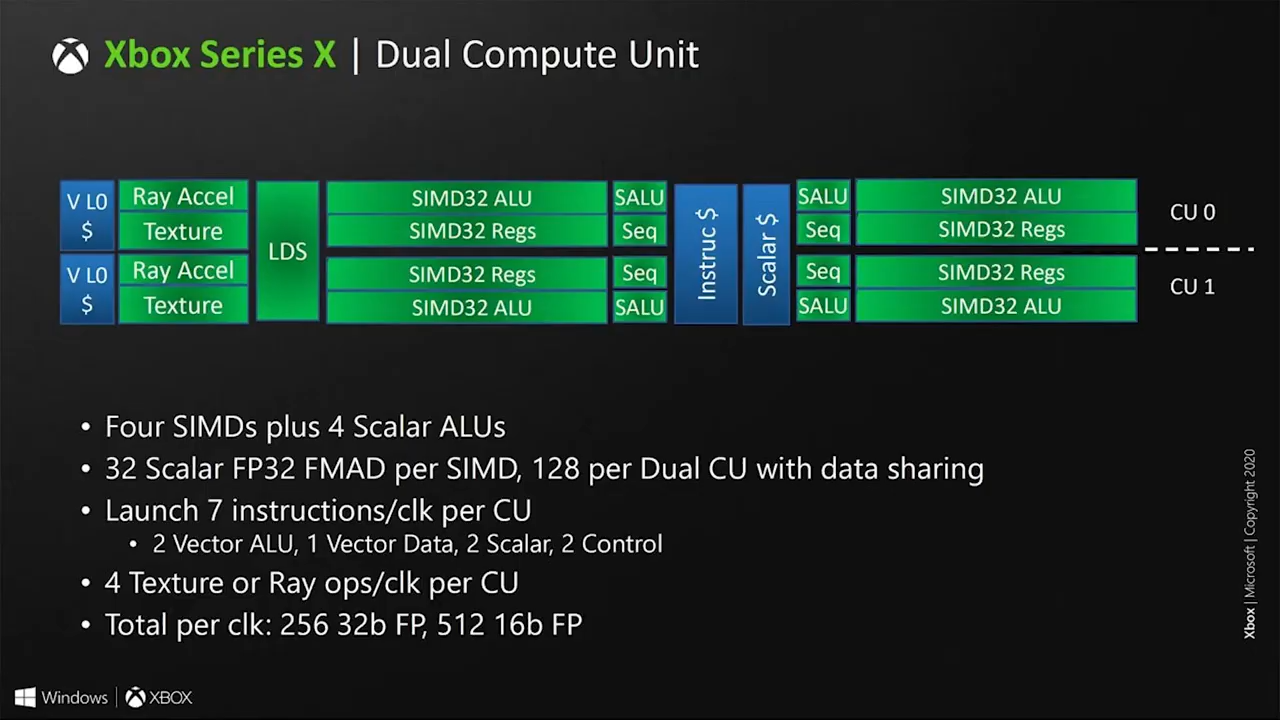 Xbox Series X | Dual Compute Unit
V L0 $
Ray Accel
Texture
V L0 $
Ray Accel
Texture
LDS
SIMD32 ALU
SIMD32 Regs
SIMD32 Regs
SIMD32 ALU
SALU
Seq
Seq
SALU
Instruc $
Scalar $
SALU
Seq
Seq
SALU
SIMD32 ALU
SIMD32 Regs
SIMD32 Regs
SIMD32 ALU
CU 0
CU 1
• Four SIMDs plus 4 Scalar ALUs
• 32 Scalar FP32 FMAD per SIMD, 128 per Dual CU with data sharing
• Launch 7 instructions/clk per CU
• 2 Vector ALU, 1 Vector Data, 2 Scalar, 2 Control
• 4 Texture or Ray ops/clk per CU
• Total per clk: 256 32b FP, 512 16b FP
Xbox | Microsoft | Copyright 2020
Windows | XBOX